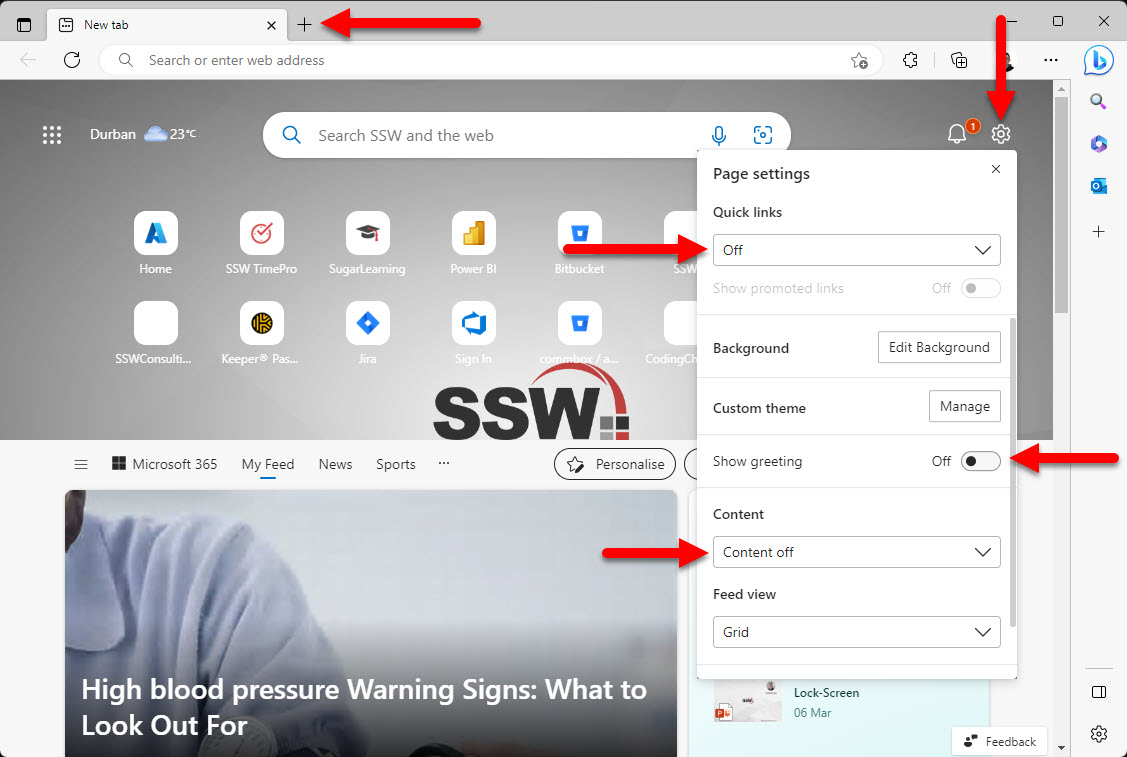 New tab
Search or enter web address
Durban 23°C
Search SSW and the web
1
Page settings
Quick links
Off
Show promoted links Off
Background Edit Background
Custom theme Manage
Show greeting Off
Content
Content off
Feed view
Grid
Home SSW TimePro SugarLearning Power BI Bitbucket SSW
SSWConsulti... Keeper® Pas... Jira Sign In commbox / a... CodingCh
SSW
Microsoft 365 My Feed News Sports ... Personalise
High blood pressure Warning Signs: What to
Look Out For
Lock-Screen
06 Mar
Feedback